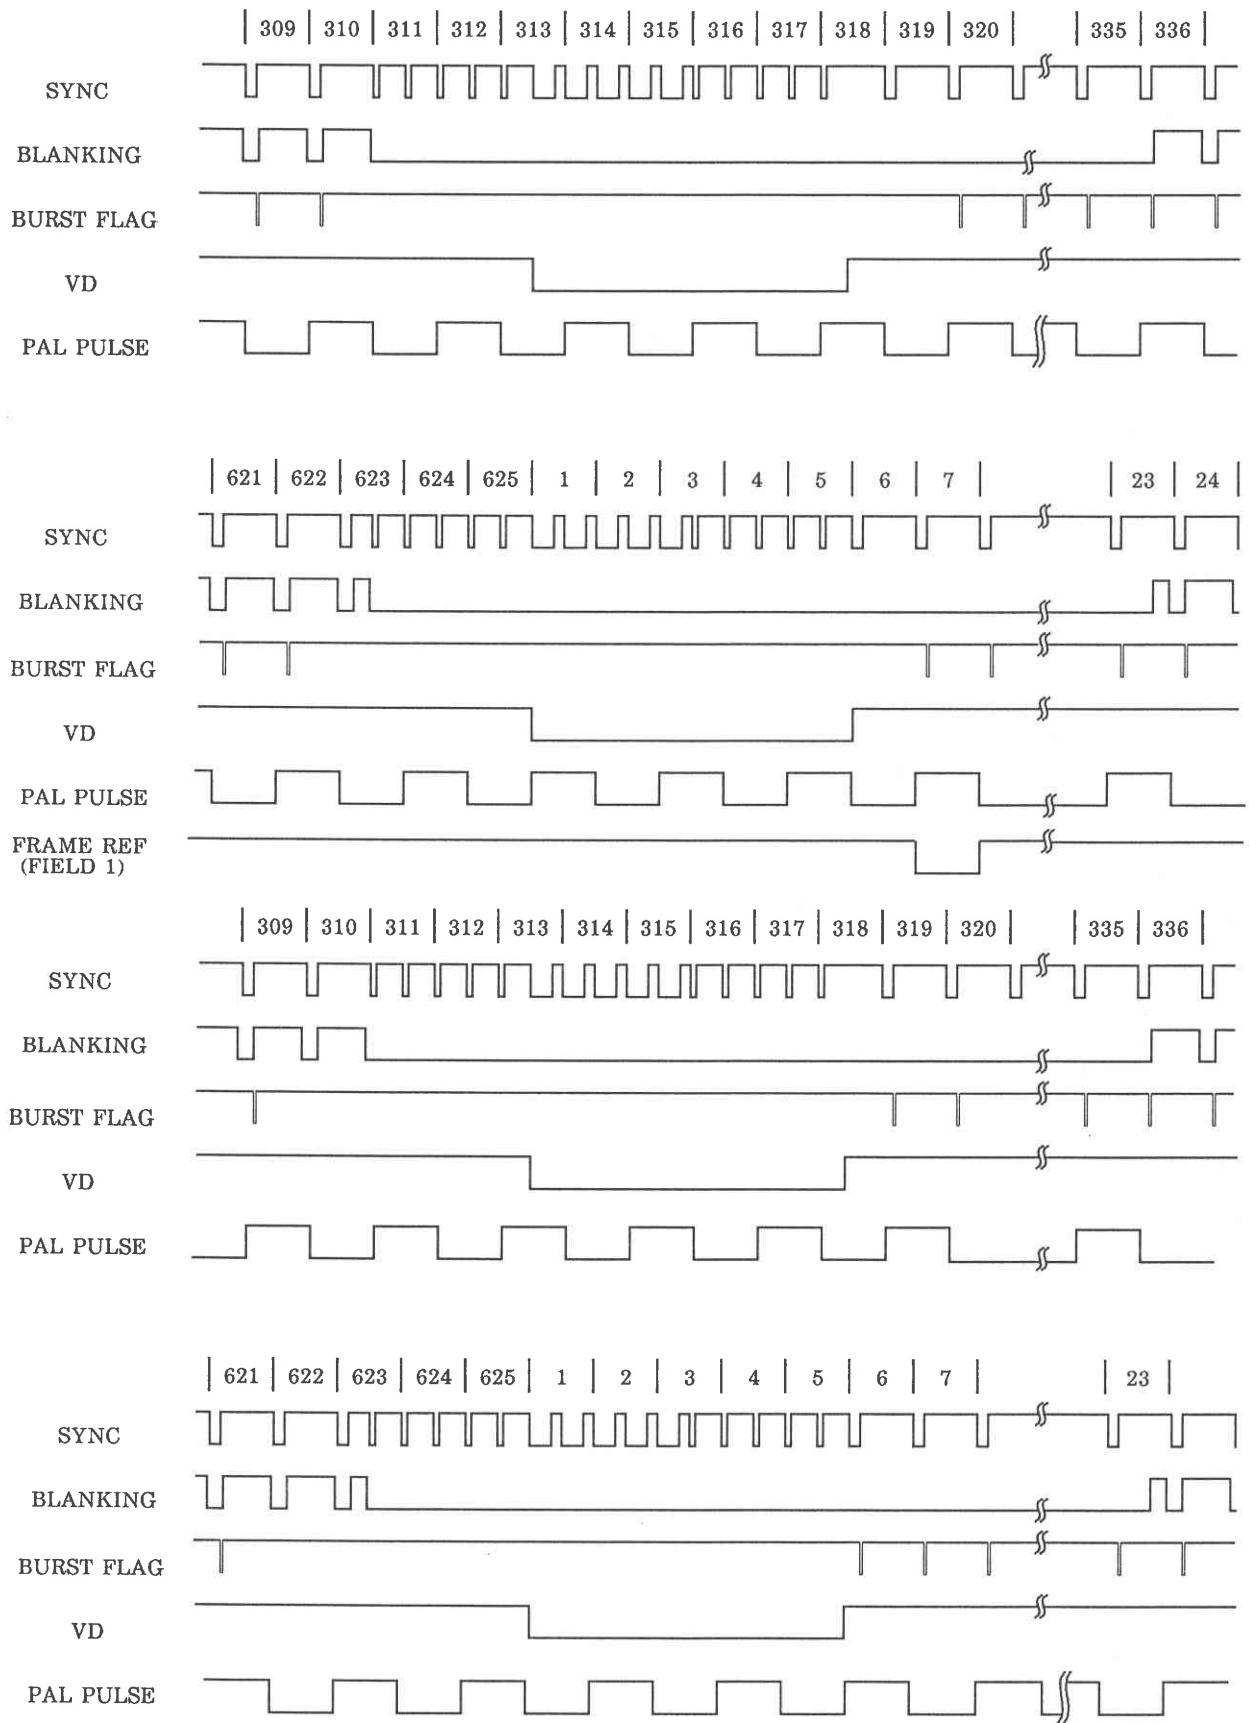 309 310 311 312 313 314 315 316 317 318 319 320 335 336
SYNC
BLANKING
BURST FLAG
VD
PAL PULSE
621 622 623 624 625 1 2 3 4 5 6 7 23 24
SYNC
BLANKING
BURST FLAG
VD
PAL PULSE
FRAME REF
(FIELD 1)
309 310 311 312 313 314 315 316 317 318 319 320 335 336
SYNC
BLANKING
BURST FLAG
VD
PAL PULSE
621 622 623 624 625 1 2 3 4 5 6 7 23
SYNC
BLANKING
BURST FLAG
VD
PAL PULSE